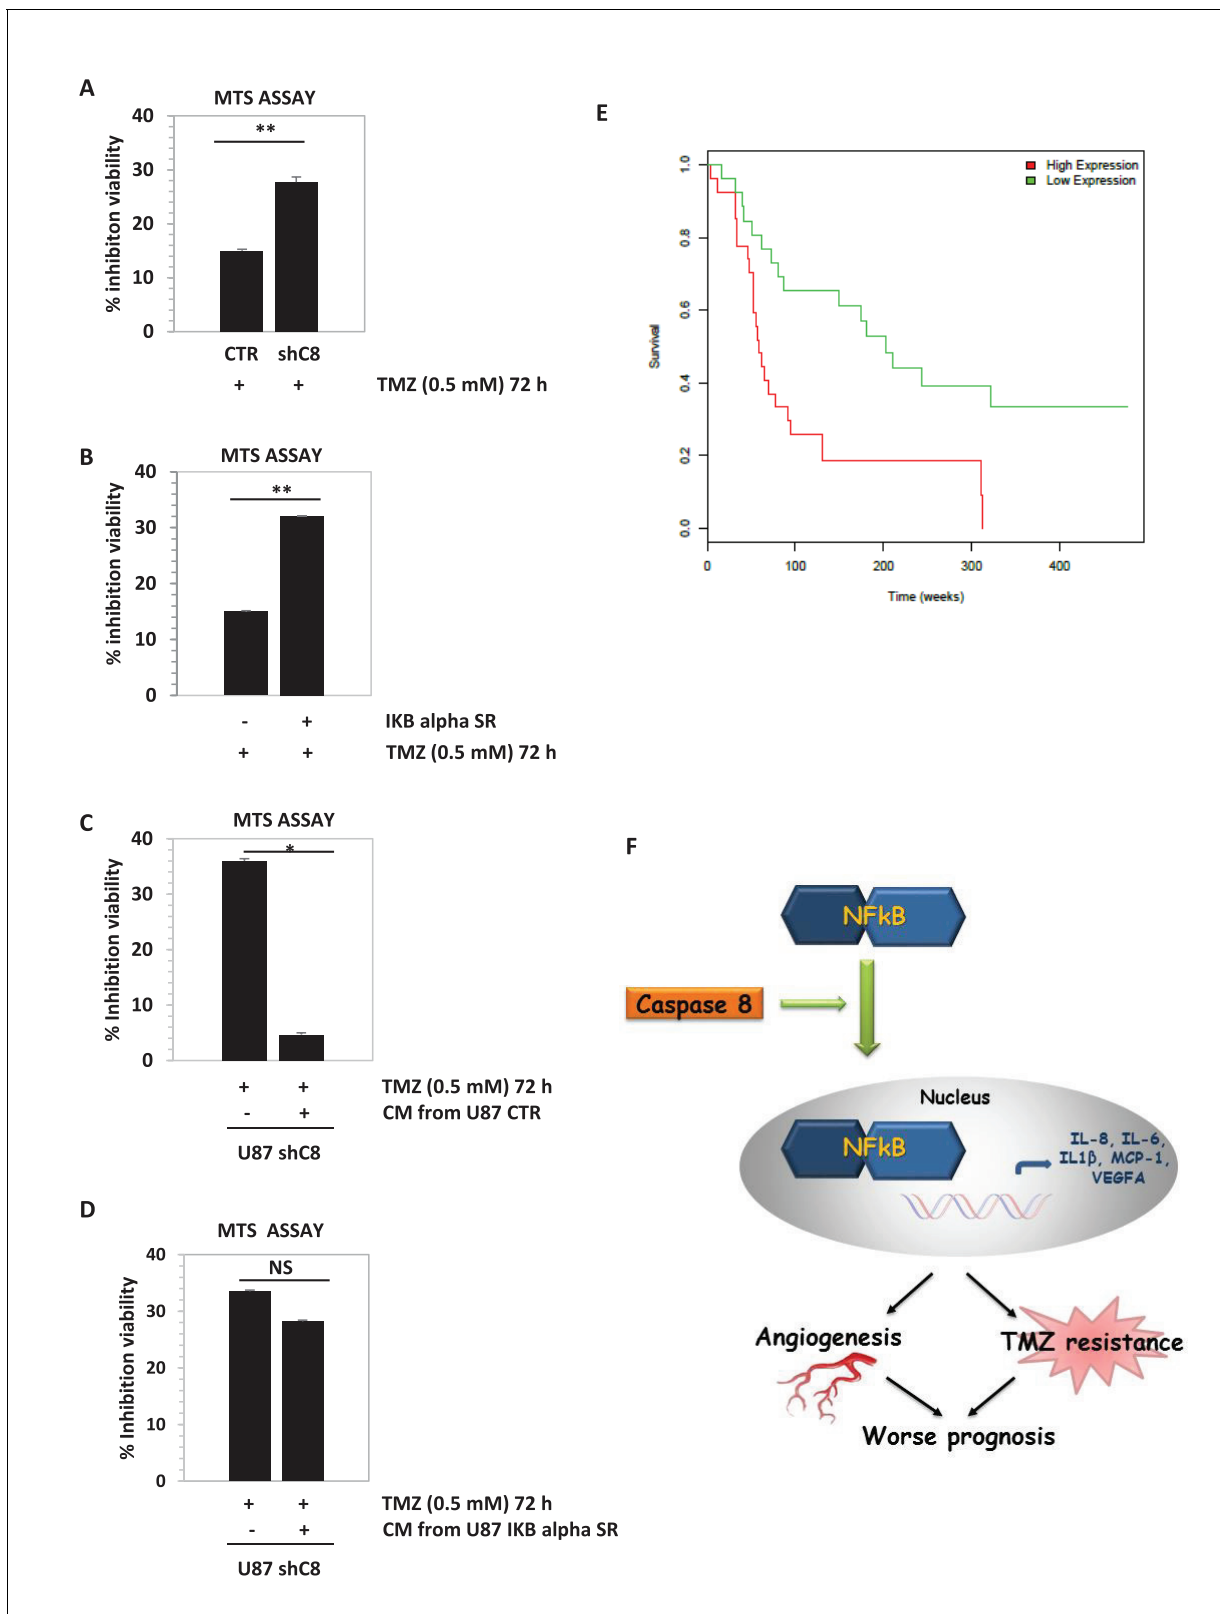 A
MTS ASSAY
% inhibiton viability
40
30
20
10
0
**
CTR shC8
+ + TMZ (0.5 mM) 72 h
B
MTS ASSAY
% inhibition viability
40
30
20
10
0
**
- + IKB alpha SR
+ + TMZ (0.5 mM) 72 h
C
MTS ASSAY
% Inhibition viability
40
30
20
10
0
*
+ + TMZ (0.5 mM) 72 h
- + CM from U87 CTR
U87 shC8
D
MTS ASSAY
% Inhibition viability
40
30
20
10
0
NS
+ + TMZ (0.5 mM) 72 h
- + CM from U87 IKB alpha SR
U87 shC8
E
High Expression
Low Expression
Survival
1.0
0.8
0.6
0.4
0.2
0.0
0 100 200 300 400
Time (weeks)
F
NFkB
Caspase 8
Nucleus
NFkB
IL-8, IL-6,
IL1β, MCP-1,
VEGFA
Angiogenesis
TMZ resistance
Worse prognosis